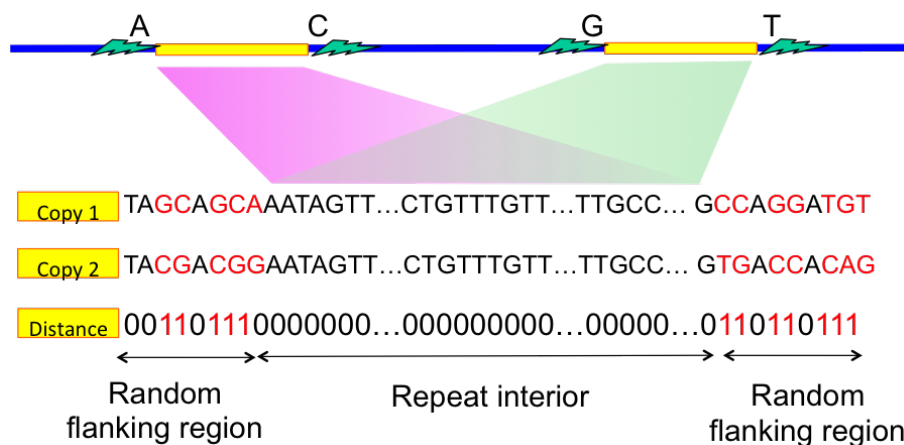 A C G T
Copy 1 TAGCAGCAAATAGTT...CTGTTTGTT...TTGCC... GCCAGGATGT
Copy 2 TACGACGGAATAGTT...CTGTTTGTT...TTGCC... GTGACCACAG
Distance 001101110000000...000000000...00000...0110110111
Random Repeat interior Random
flanking region flanking region